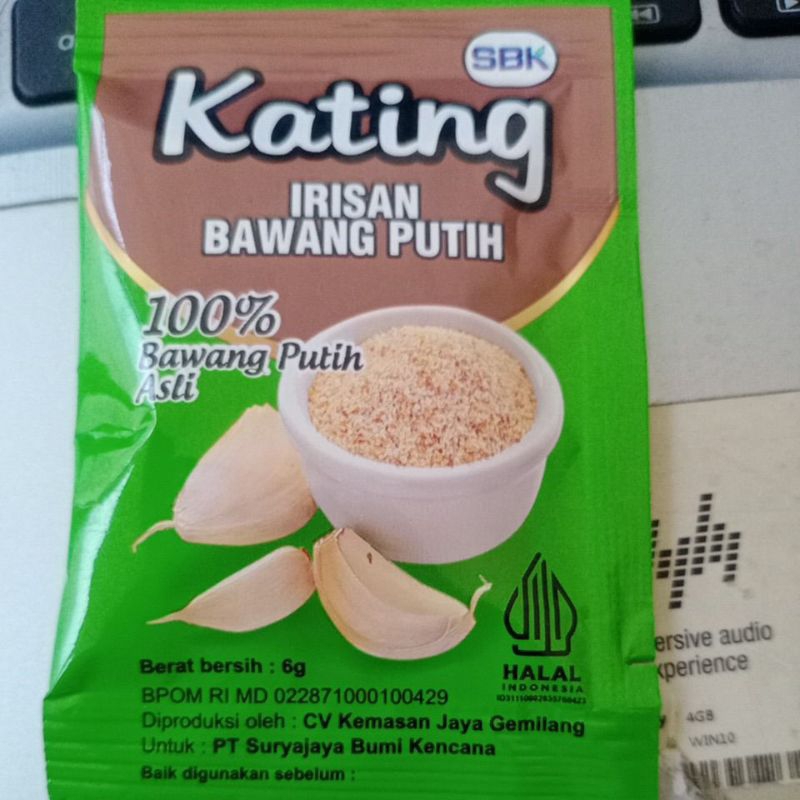 SBK
Kating
IRISAN
BAWANG PUTIH
100%
Bawang Putih
Asli
HALAL
INDONESIA
Berat bersih : 6g
BPOM RI MD 022871000100429
Diproduksi oleh : CV Kemasan Jaya Gemilang
Untuk : PT Suryajaya Bumi Kencana
Baik digunakan sebelum :
ersive audio
xperience
4GB
WIN10